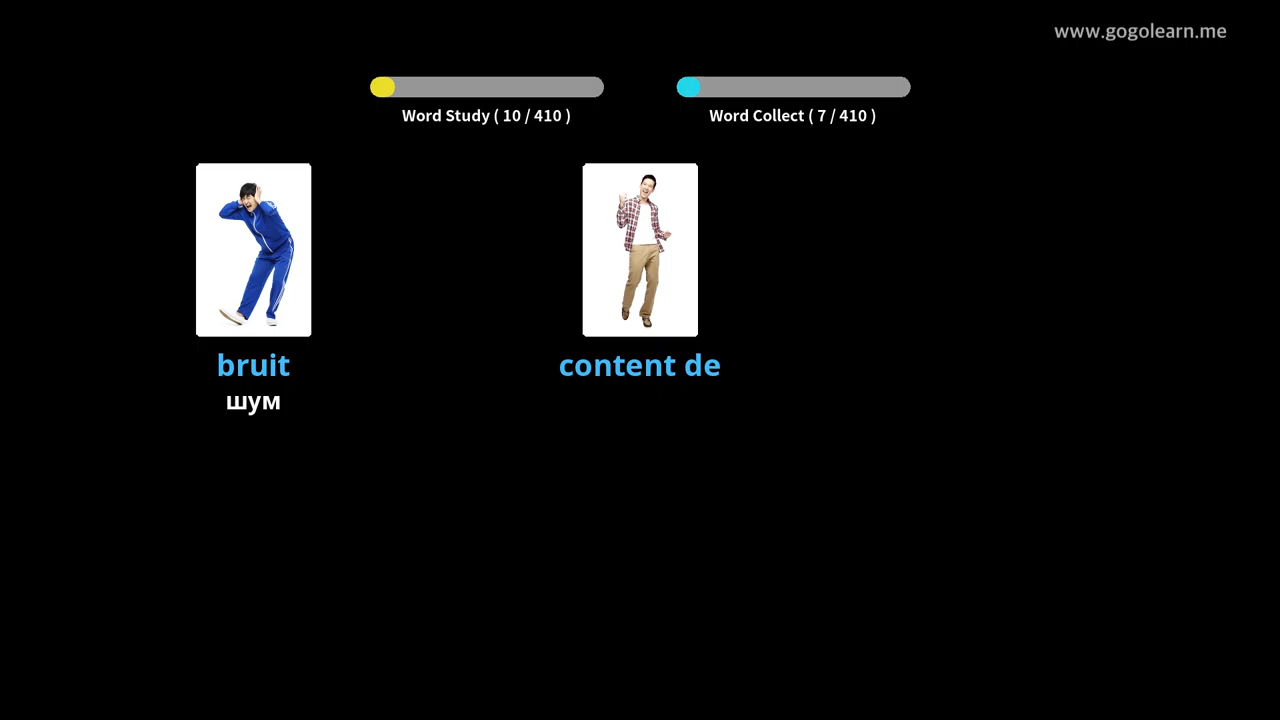 www.gogolearn.me
Word Study ( 10 / 410 )
Word Collect ( 7 / 410 )
bruit
content de
шум